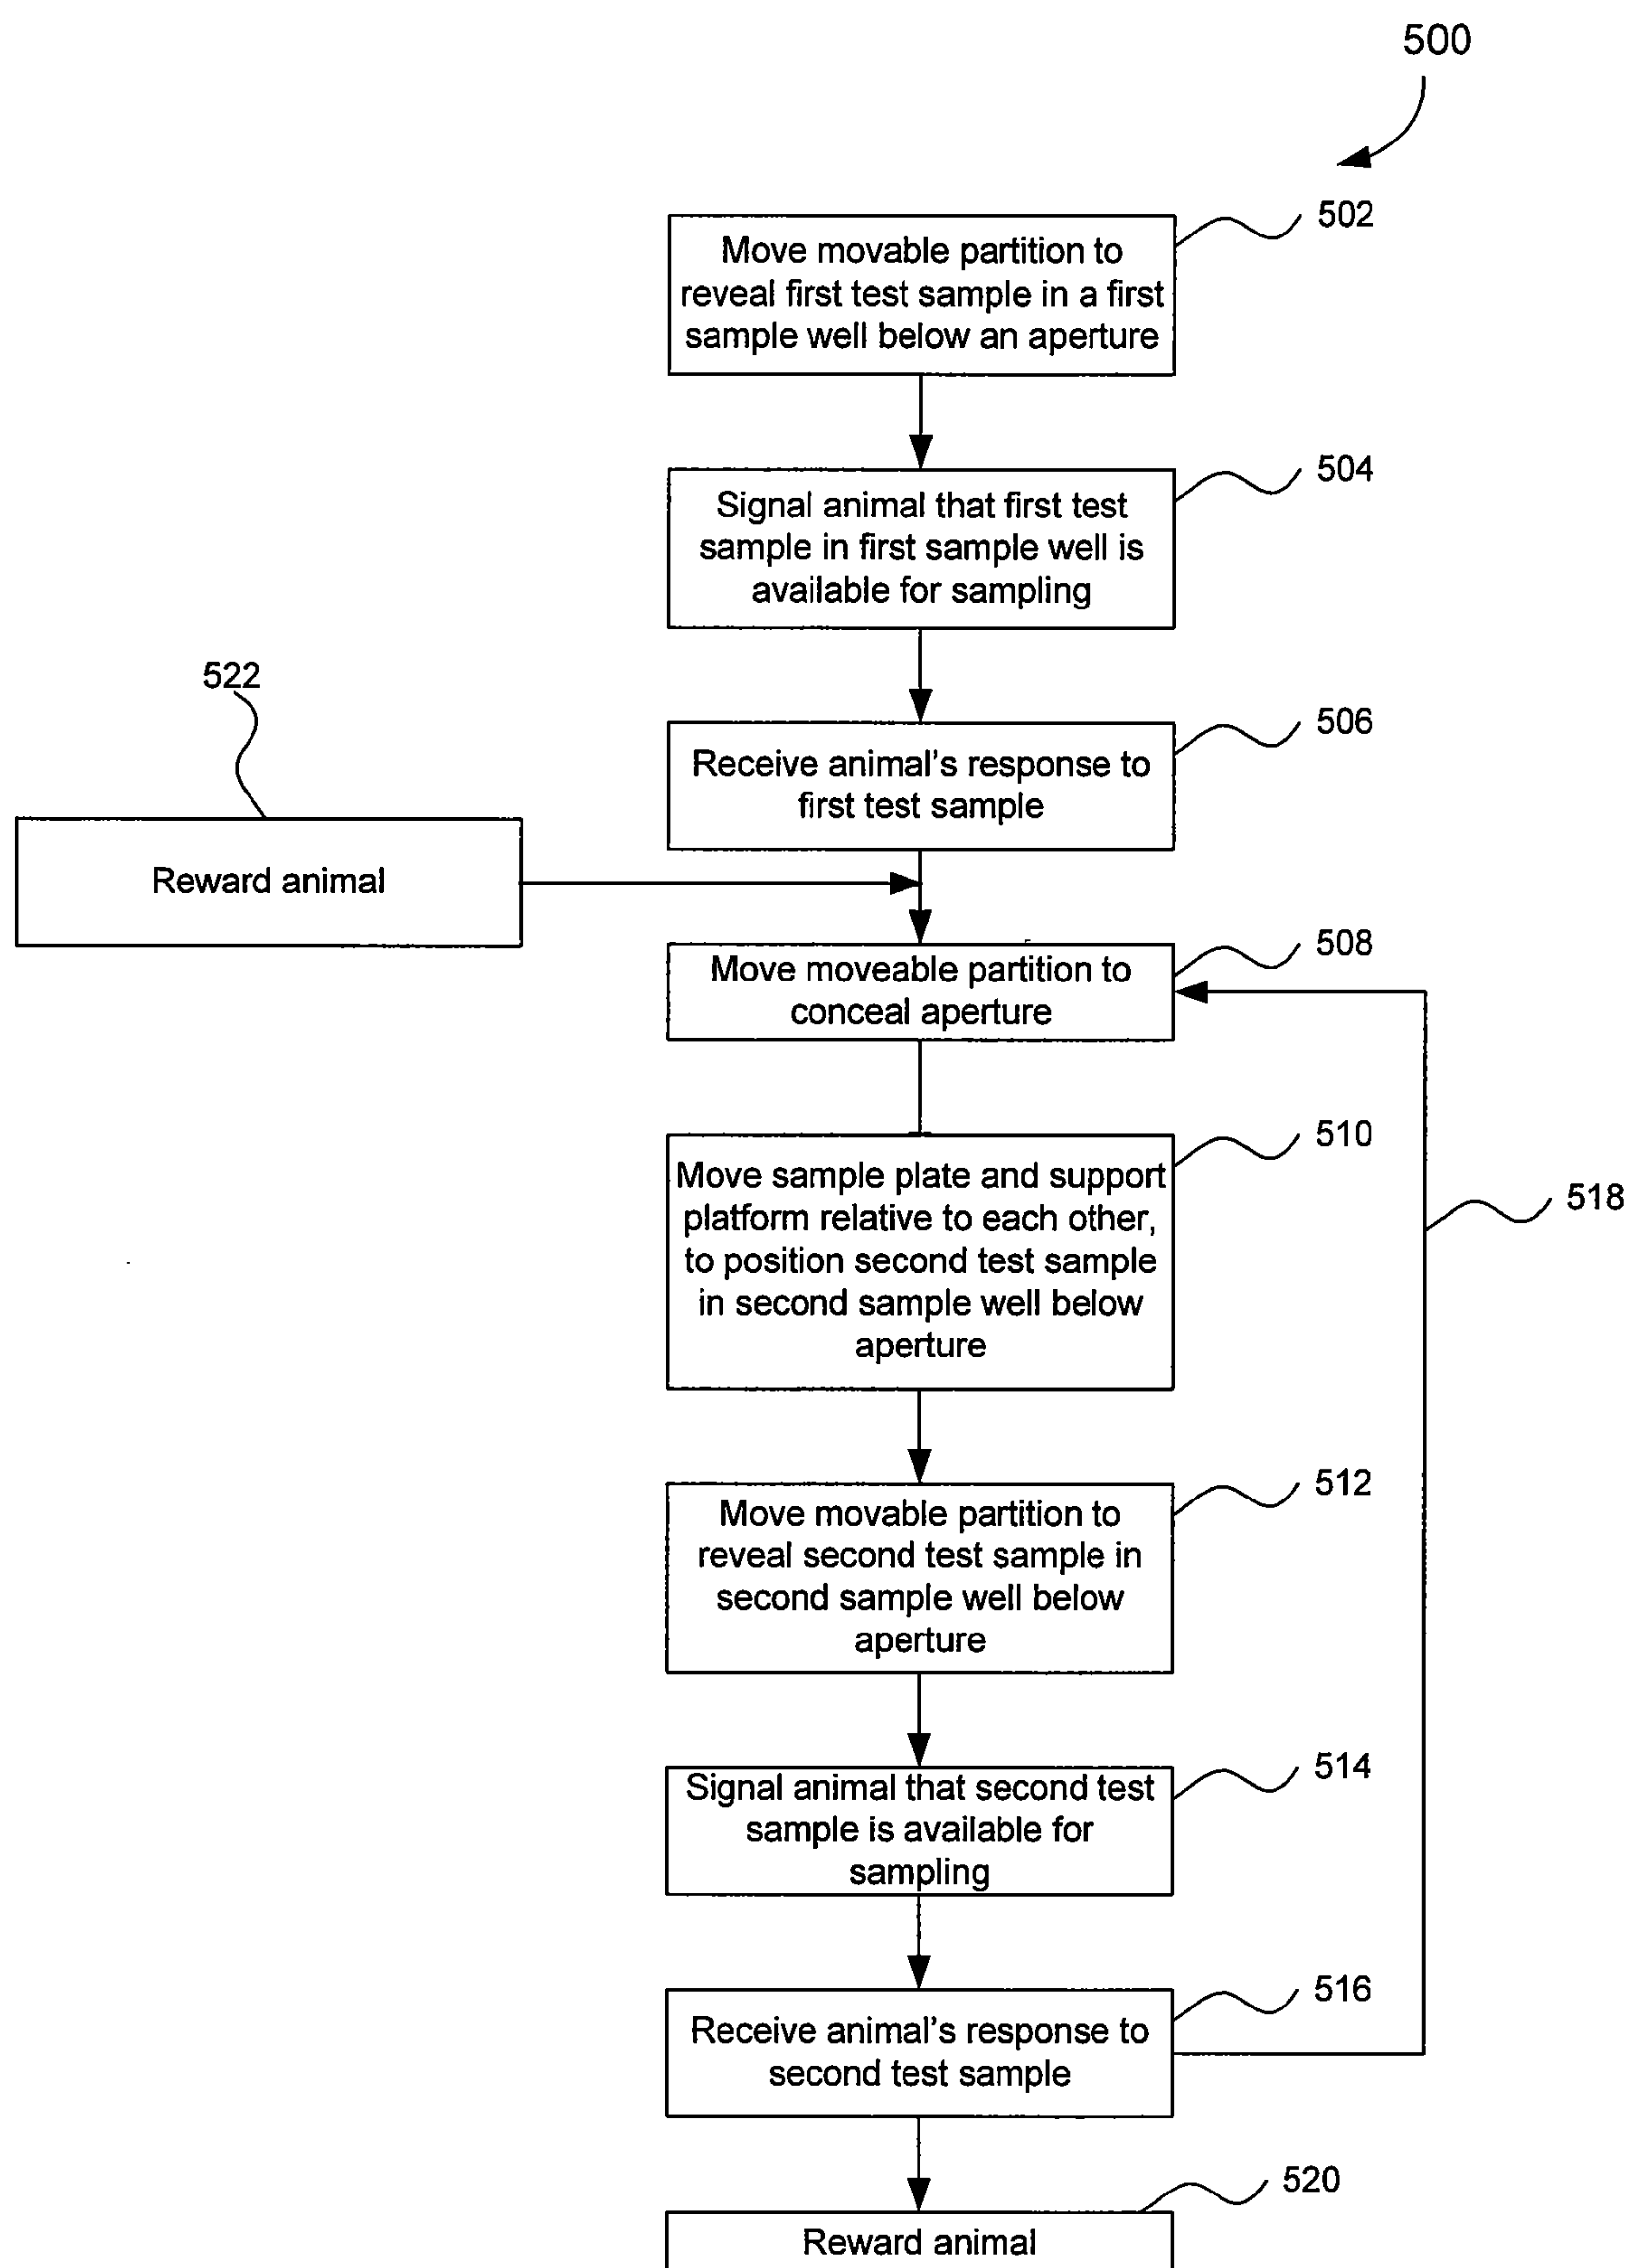 500
502
Move movable partition to
reveal first test sample in a first
sample well below an aperture
504
Signal animal that first test
sample in first sample well is
available for sampling
522
506
Receive animal's response to
first test sample
Reward animal
508
Move moveable partition to
conceal aperture
510
Move sample plate and support
platform relative to each other,
to position second test sample
in second sample well below
aperture
518
512
Move movable partition to
reveal second test sample in
second sample well below
aperture
514
Signal animal that second test
sample is available for
sampling
516
Receive animal's response to
second test sample
520
Reward animal